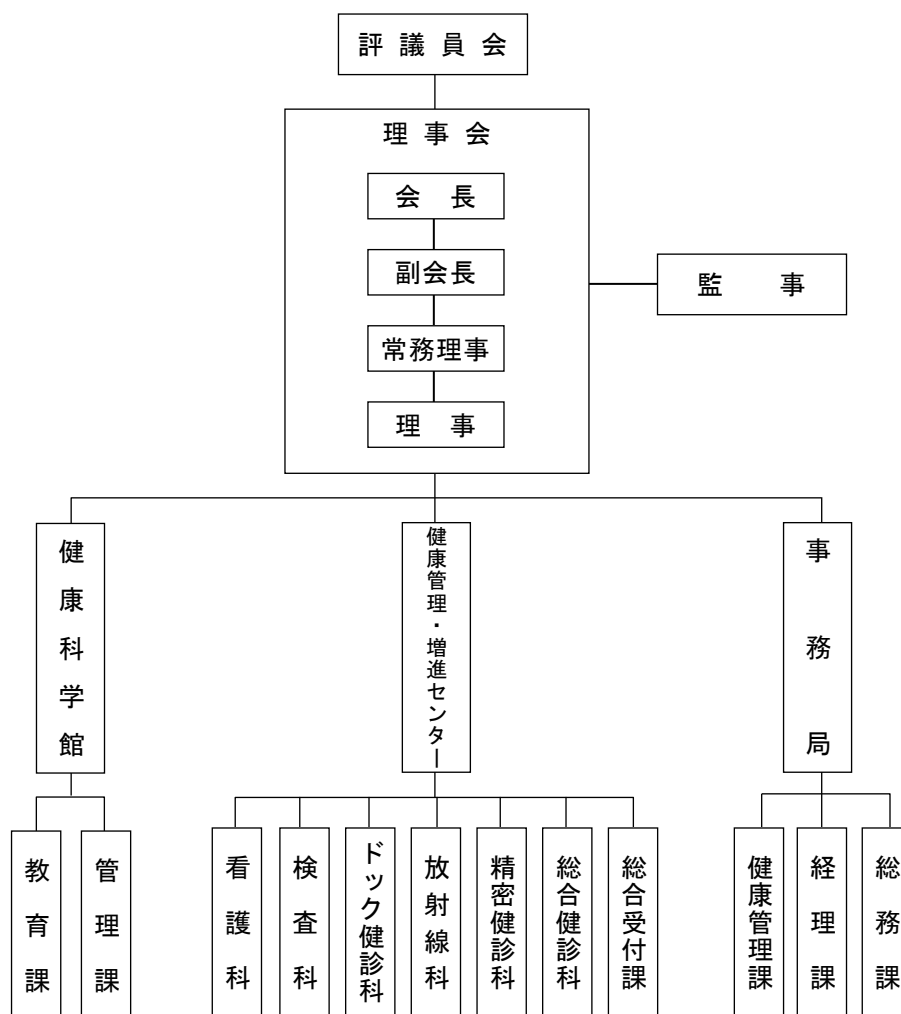 評議員会
理事会
会長
副会長
常務理事
理事
監事
健康科学館
健康管理・増進センター
事務局
教育課
管理課
看護科
検査科
ドック健診科
放射線科
精密健診科
総合健診科
総合受付課
健康管理課
経理課
総務課